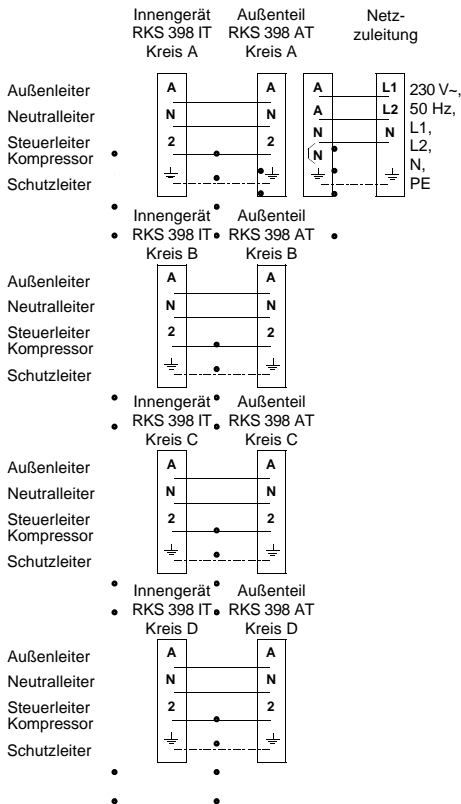 Innengerät Außenteil Netz-
RKS 398 IT RKS 398 AT zuleitung
Kreis A Kreis A
Außenleiter A A A L1 230 V~,
Neutralleiter N N A L2 50 Hz,
Steuerleiter 2 2 N N L1,
Kompressor N L2,
N,
Schutzleiter PE
Innengerät Außenteil
RKS 398 IT RKS 398 AT
Kreis B Kreis B
Außenleiter A A
Neutralleiter N N
Steuerleiter 2 2
Kompressor
Schutzleiter
Innengerät Außenteil
RKS 398 IT RKS 398 AT
Kreis C Kreis C
Außenleiter A A
Neutralleiter N N
Steuerleiter 2 2
Kompressor
Schutzleiter
Innengerät Außenteil
RKS 398 IT RKS 398 AT
Kreis D Kreis D
Außenleiter A A
Neutralleiter N N
Steuerleiter 2 2
Kompressor
Schutzleiter